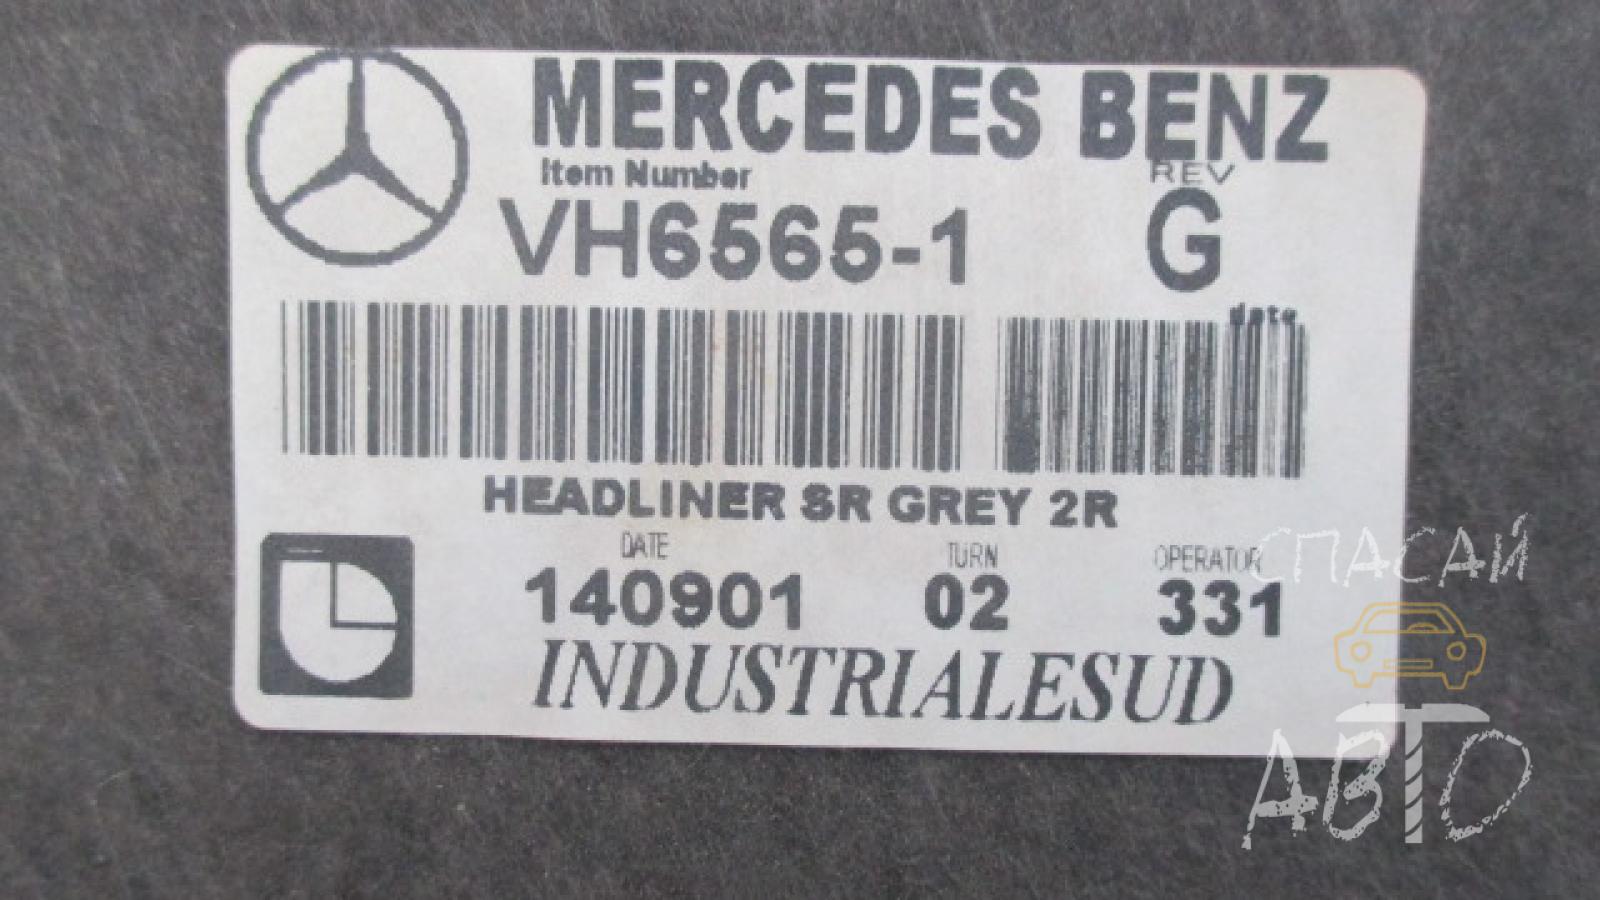 MERCEDES BENZ
Item Number
REV
VH6565-1
G
date
HEADLINER SR GREY 2R
DATE
TURN
OPERATOR
140901
02
331
INDUSTRIALESUD
СПАСАЙ
АВТО